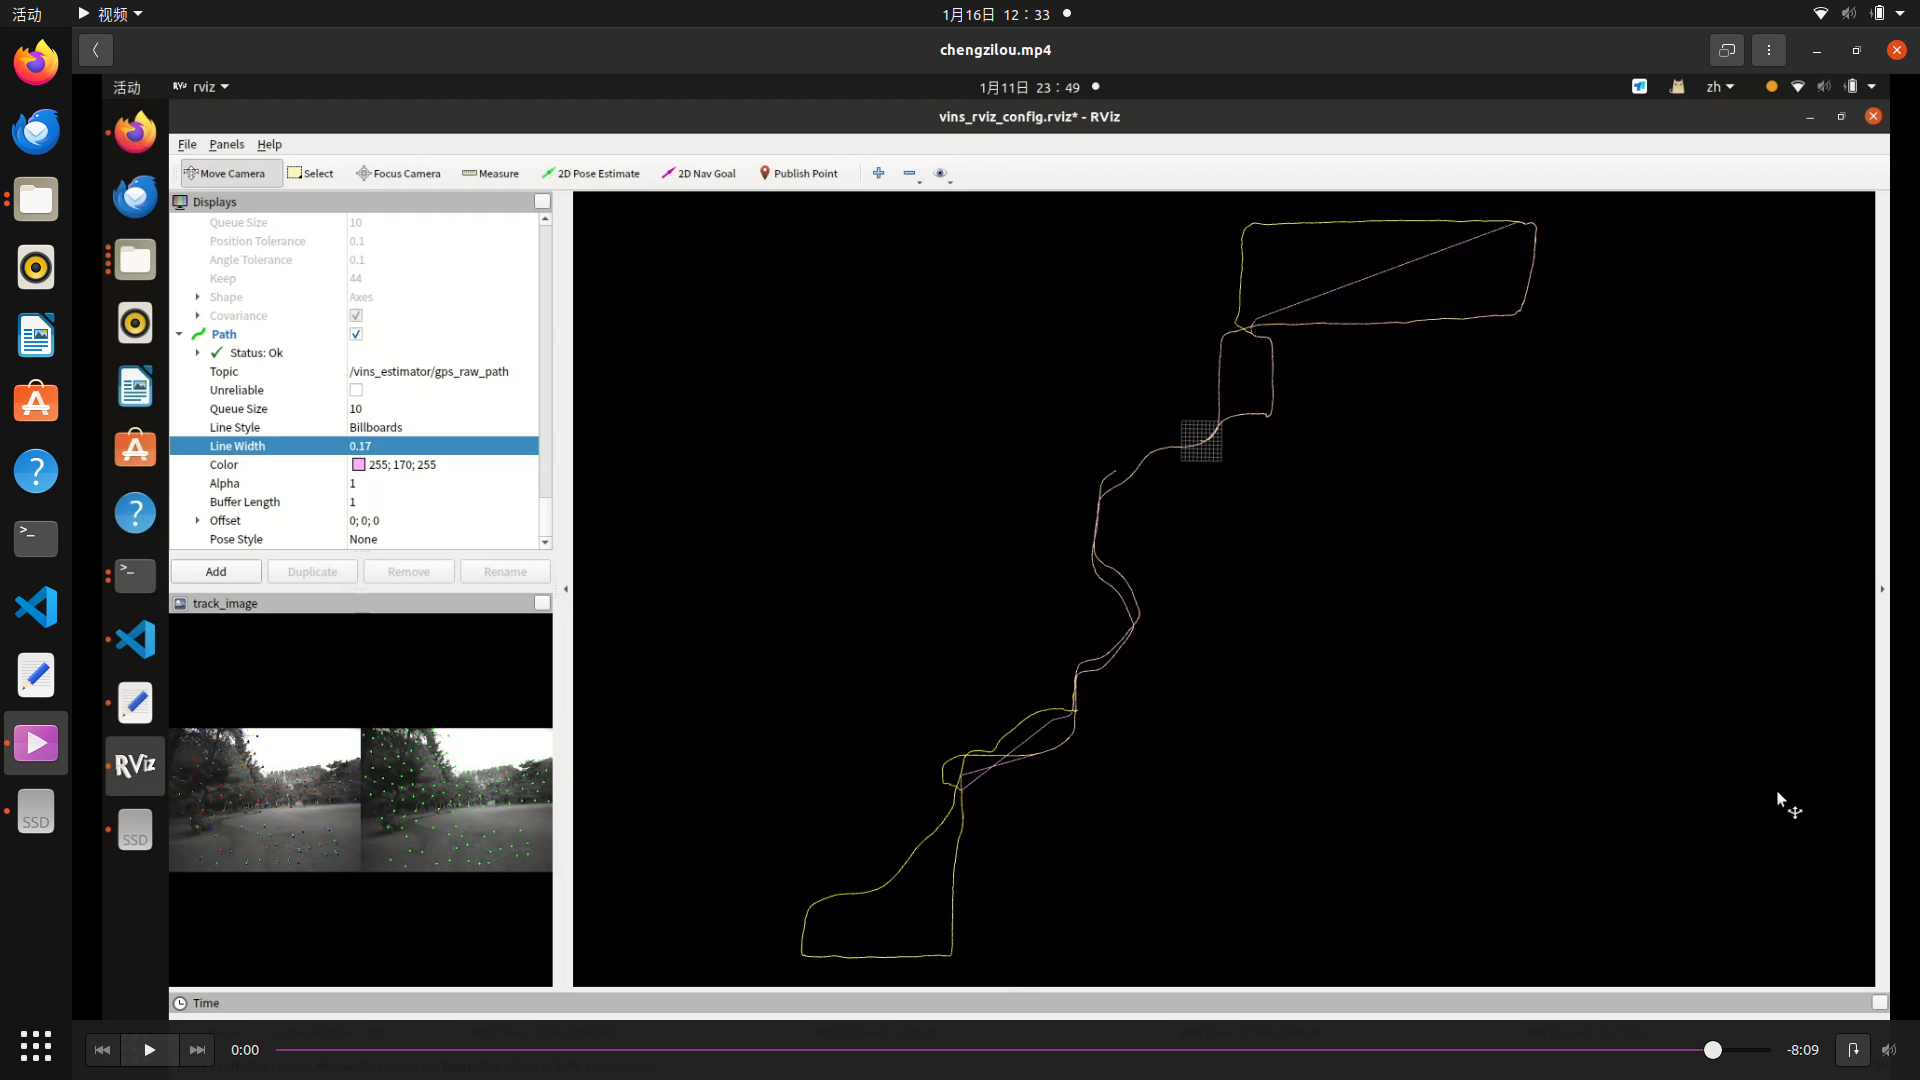 活动
视频
1月16日 12：33
chengzilou.mp4
活动
RViz rviz
1月11日 23：49
zh
vins_rviz_config.rviz* - RViz
File Panels Help
Move Camera Select Focus Camera Measure 2D Pose Estimate 2D Nav Goal Publish Point
Displays
Queue Size 10
Position Tolerance 0.1
Angle Tolerance 0.1
Keep 44
Shape Axes
Covariance
Path
Status: Ok
Topic /vins_estimator/gps_raw_path
Unreliable
Queue Size 10
Line Style Billboards
Line Width 0.17
Color 255; 170; 255
Alpha 1
Buffer Length 1
Offset 0; 0; 0
Pose Style None
Add Duplicate Remove Rename
track_image
RViz
SSD
SSD
Time
0:00
-8:09